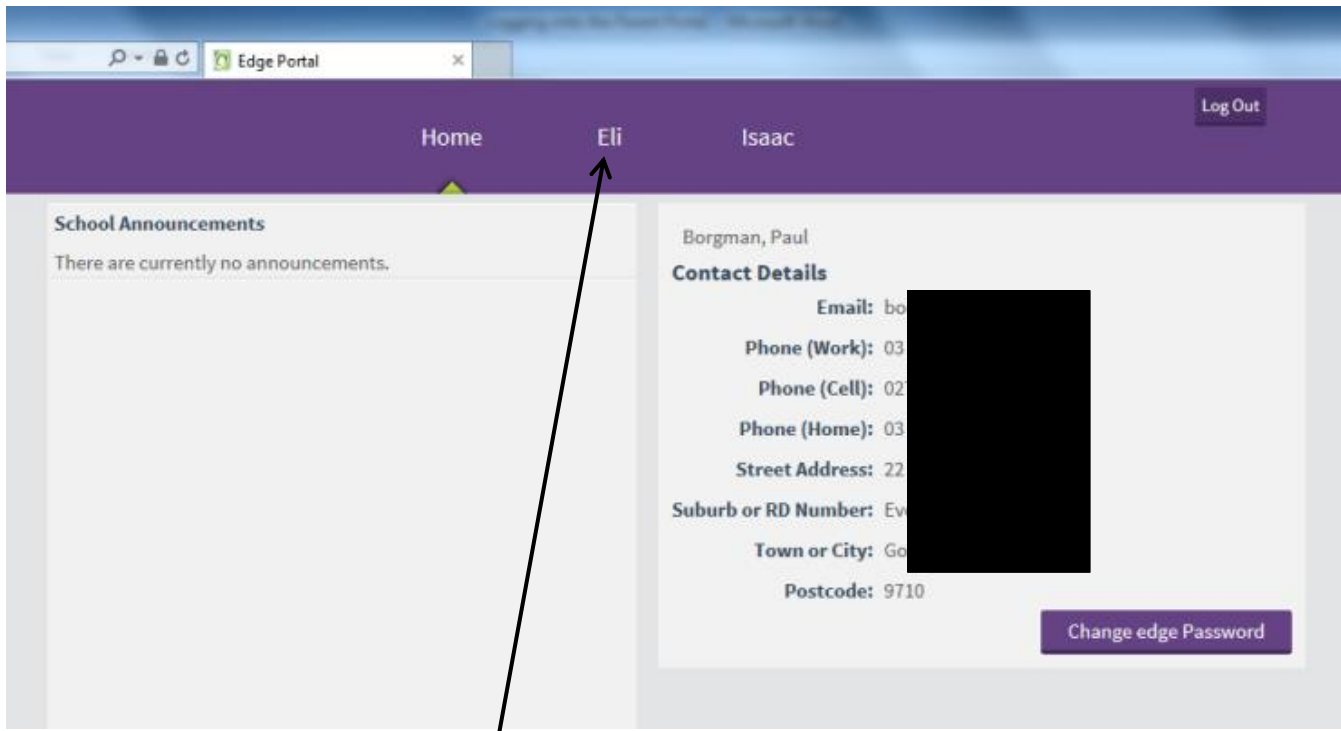 Edge Portal
Log Out
Home Eli Isaac
School Announcements
There are currently no announcements.
Borgman, Paul
Contact Details
Email: bo
Phone (Work): 03
Phone (Cell): 02
Phone (Home): 03
Street Address: 22
Suburb or RD Number: Ev
Town or City: Go
Postcode: 9710
Change edge Password